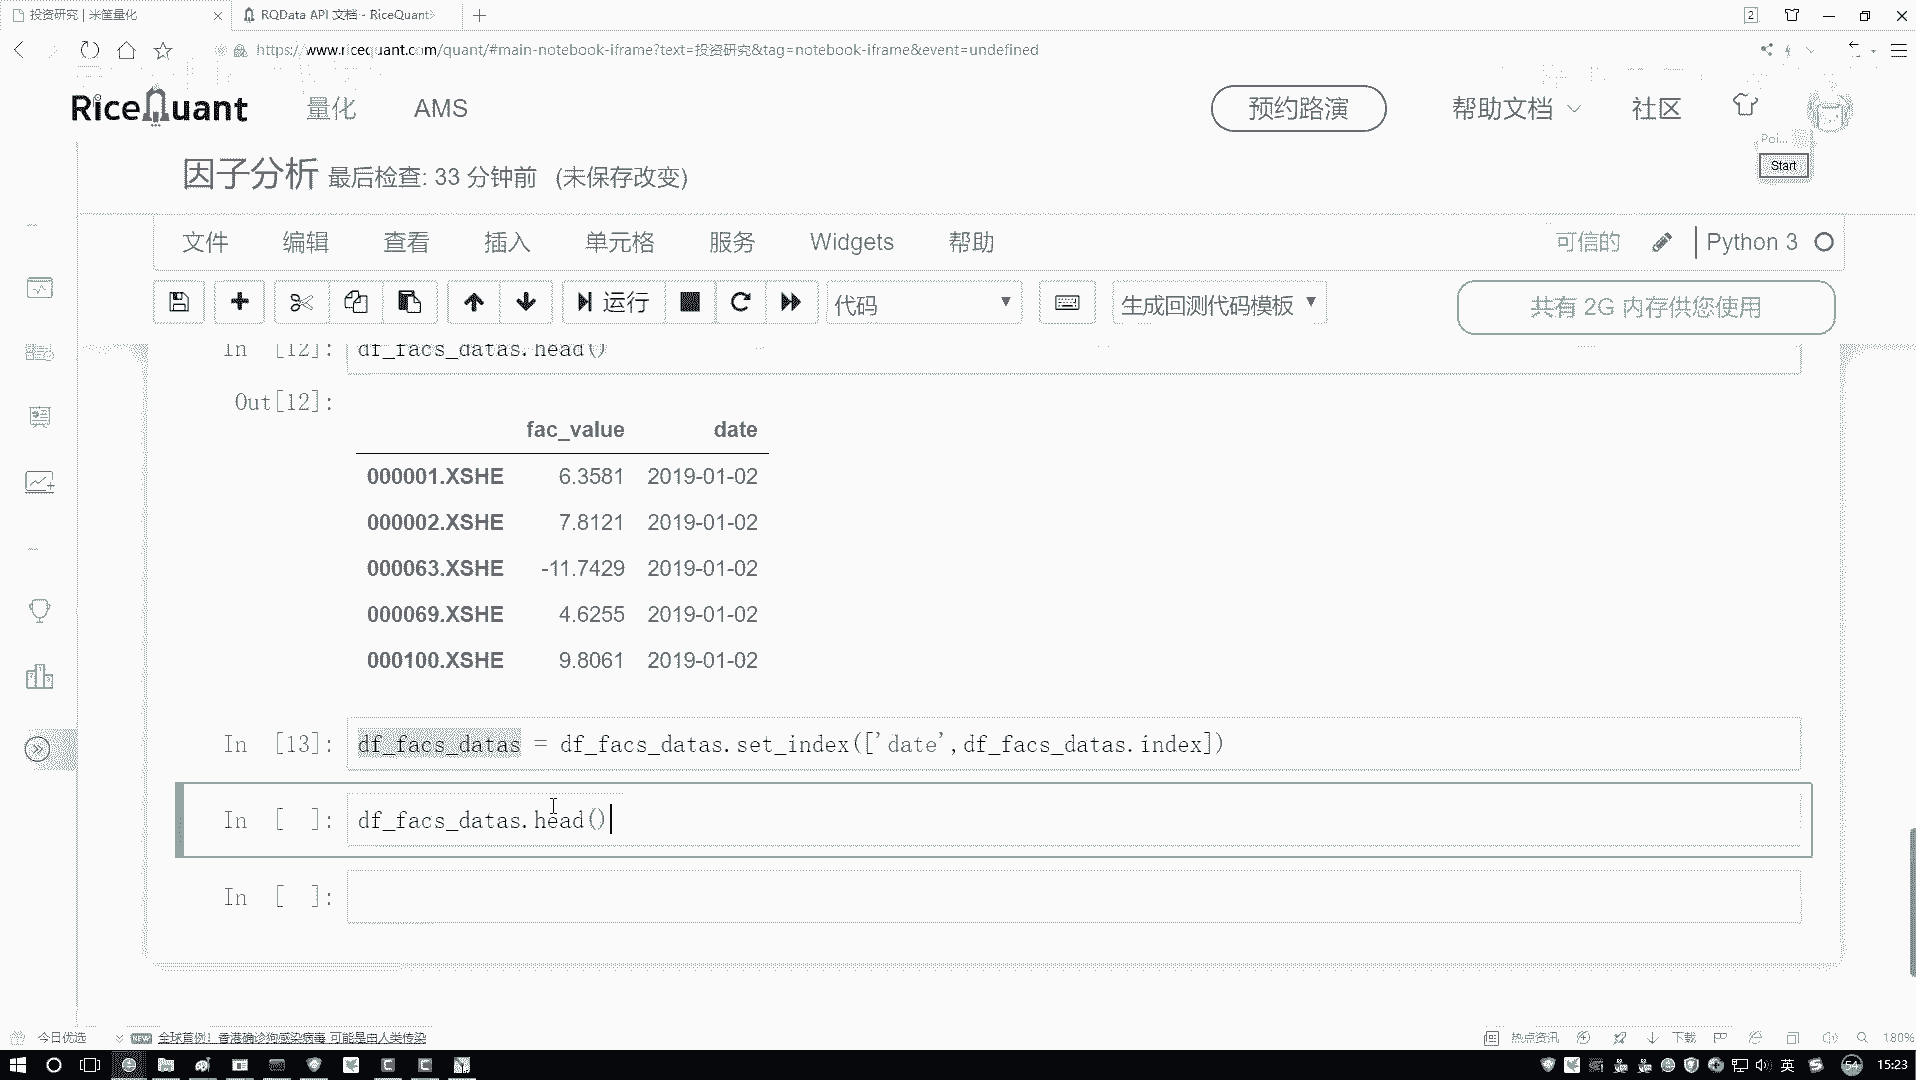 投资研究 | 米筐量化
RQData API 文档 - RiceQuant
https://www.ricequant.com/quant/#main-notebook-iframe?text=投资研究&tag=notebook-iframe&event=undefined
2
RiceQuant
量化
AMS
预约路演
帮助文档
社区
Poi...
Start
因子分析 最后检查: 33 分钟前 (未保存改变)
文件 编辑 查看 插入 单元格 服务 Widgets 帮助
可信的
Python 3
运行
代码
生成回测代码模板
共有 2G 内存供您使用
In [12]: df_facs_datas.head()
Out[12]:
fac_value date
000001.XSHE 6.3581 2019-01-02
000002.XSHE 7.8121 2019-01-02
000063.XSHE -11.7429 2019-01-02
000069.XSHE 4.6255 2019-01-02
000100.XSHE 9.8061 2019-01-02
In [13]: df_facs_datas = df_facs_datas.set_index(['date',df_facs_datas.index])
In [ ]: df_facs_datas.head()
In [ ]:
今日优选
NEW 全球首例！香港确诊狗感染病毒 可能是由人类传染
热点资讯
下载
180%
英
54
15:23